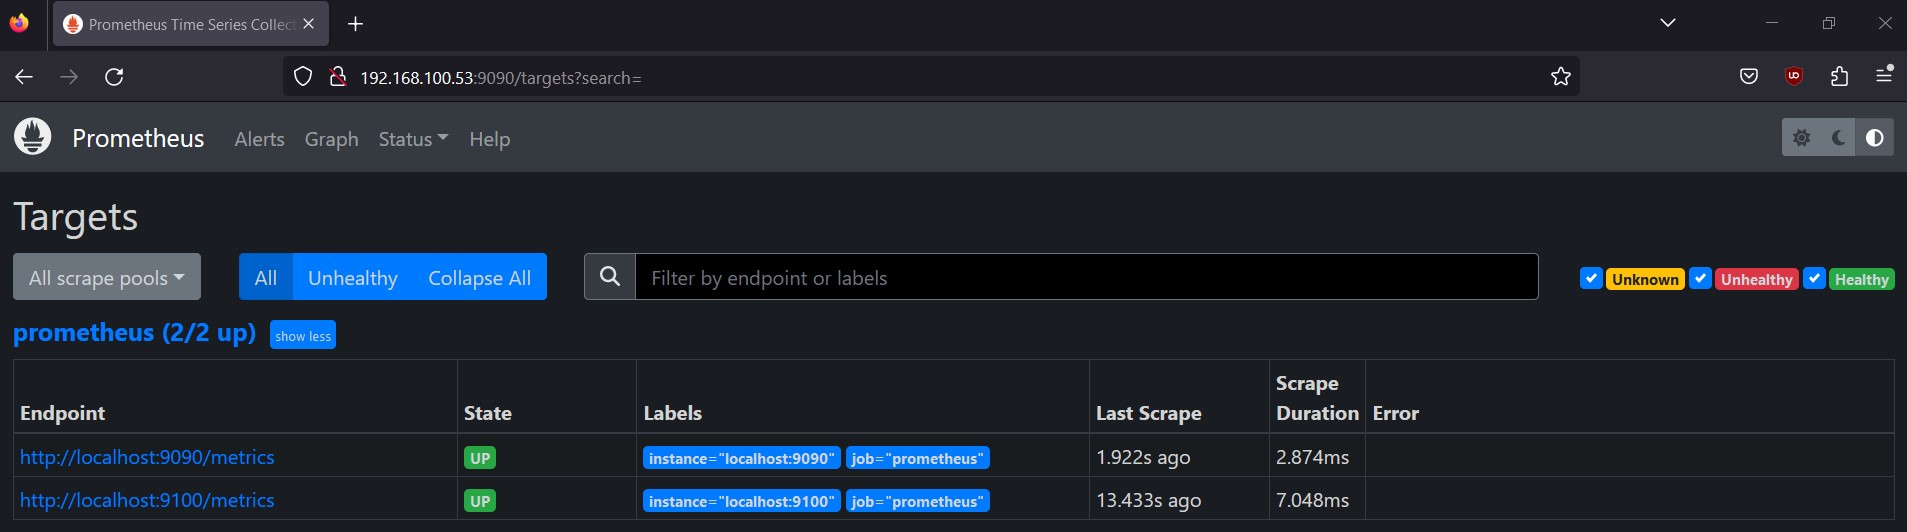 Prometheus Time Series Collect
192.168.100.53:9090/targets?search=
Prometheus Alerts Graph Status Help
Targets
All scrape pools All Unhealthy Collapse All Filter by endpoint or labels Unknown Unhealthy Healthy
prometheus (2/2 up) show less
Endpoint State Labels Last Scrape Scrape Duration Error
http://localhost:9090/metrics UP instance="localhost:9090" job="prometheus" 1.922s ago 2.874ms
http://localhost:9100/metrics UP instance="localhost:9100" job="prometheus" 13.433s ago 7.048ms